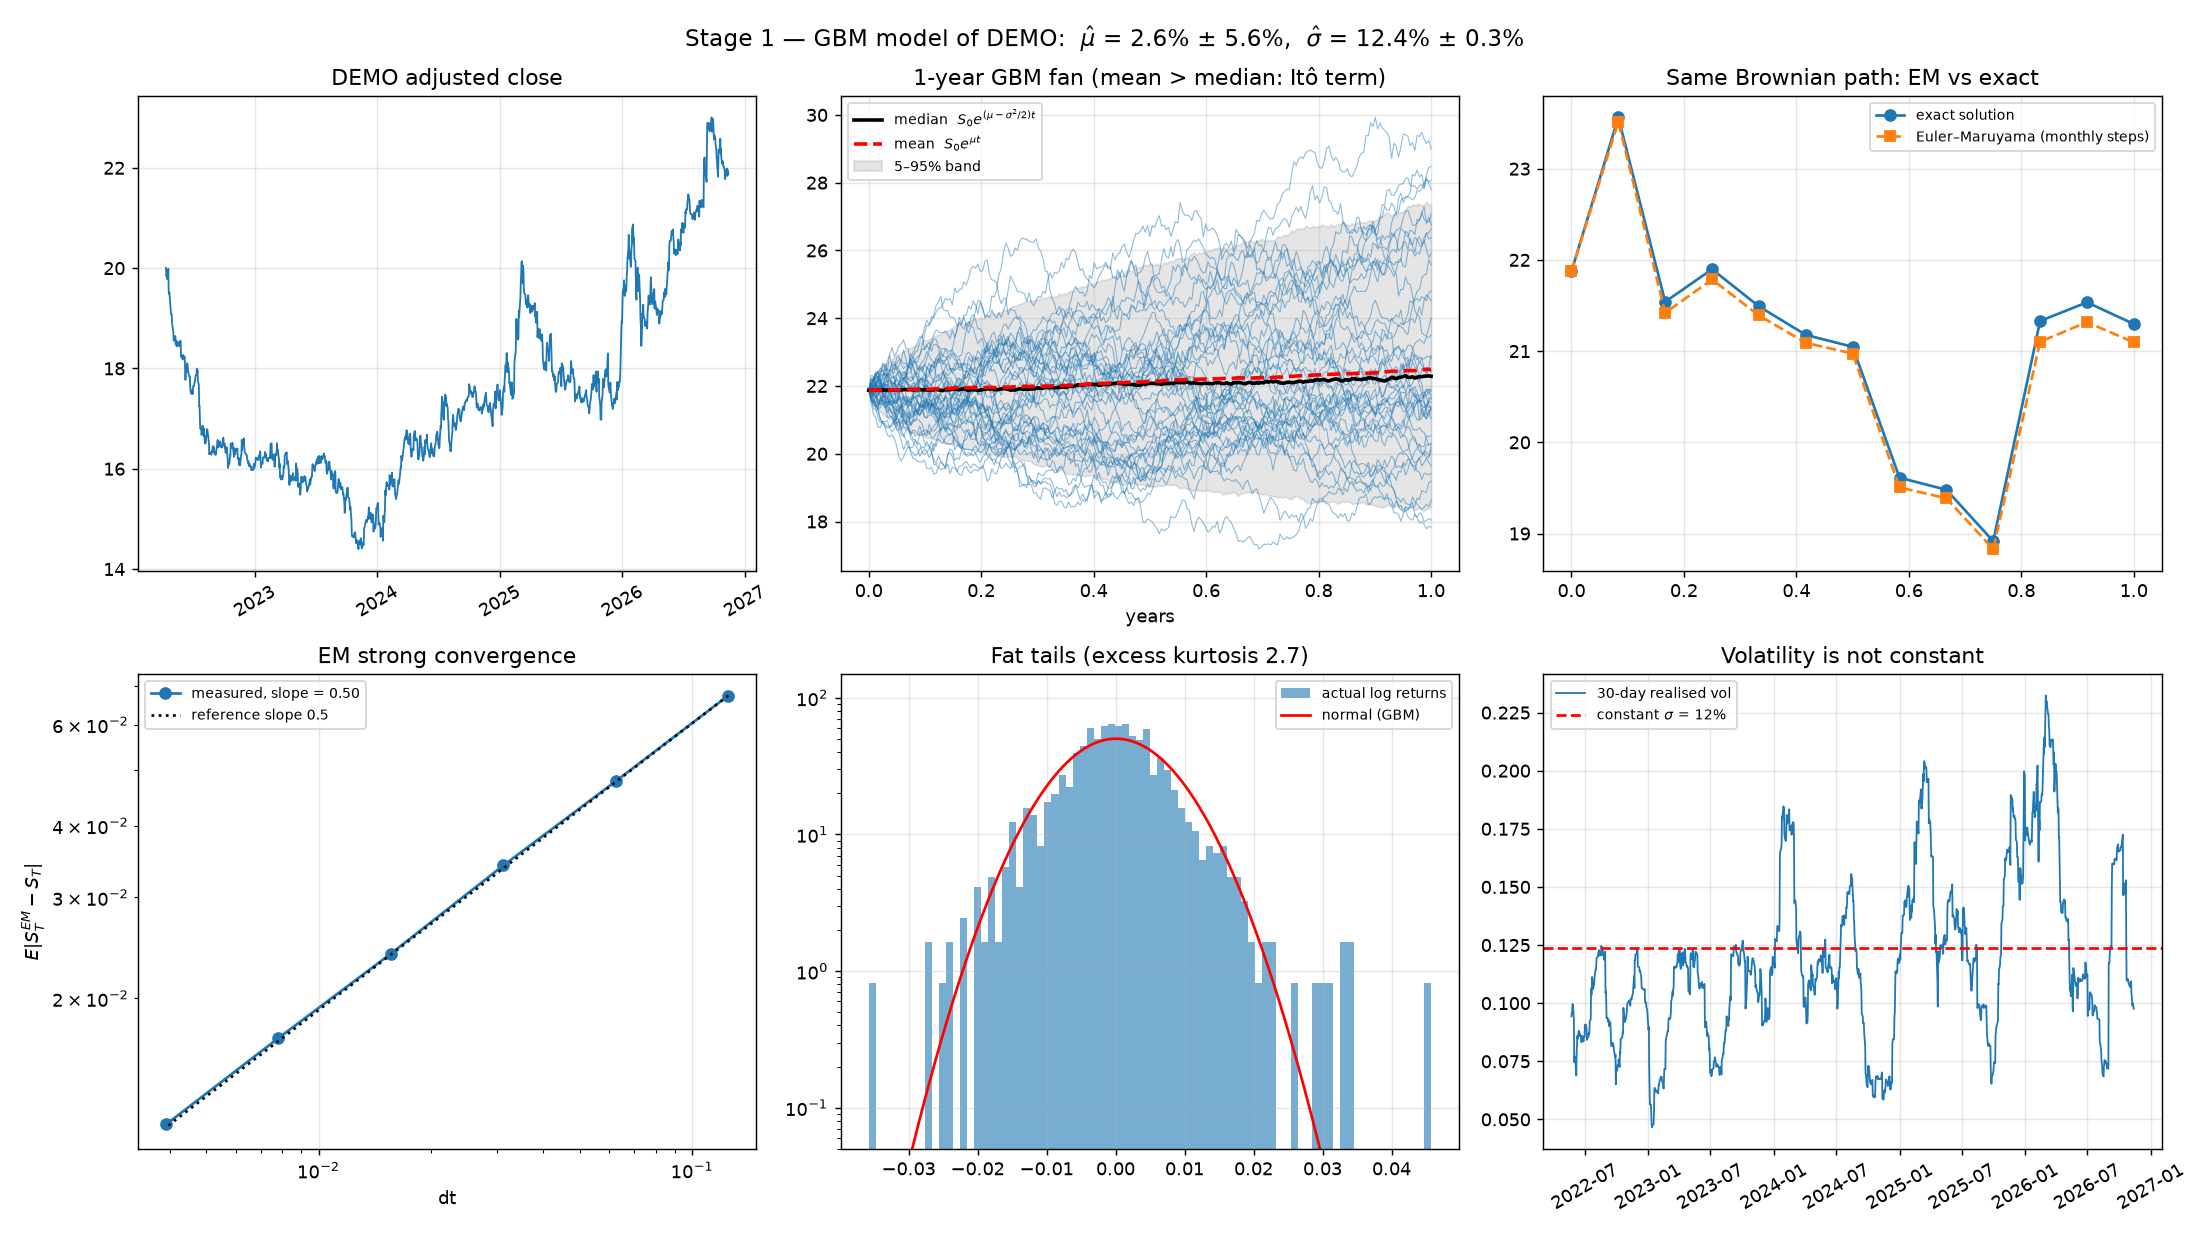 Stage 1 — GBM model of DEMO:  μ̂ = 2.6% ± 5.6%,  σ̂ = 12.4% ± 0.3%
DEMO adjusted close
22
20
18
16
14
2023
2024
2025
2026
2027
1-year GBM fan (mean > median: Itô term)
median  S₀e^{(μ−σ²/2)t}
mean  S₀e^{μt}
5–95% band
30
28
26
24
22
20
18
0.0
0.2
0.4
0.6
0.8
1.0
years
Same Brownian path: EM vs exact
exact solution
Euler–Maruyama (monthly steps)
23
22
21
20
19
0.0
0.2
0.4
0.6
0.8
1.0
EM strong convergence
measured, slope = 0.50
reference slope 0.5
6 × 10⁻²
4 × 10⁻²
3 × 10⁻²
2 × 10⁻²
E|S_T^{EM} − S_T|
10⁻²
10⁻¹
dt
Fat tails (excess kurtosis 2.7)
actual log returns
normal (GBM)
10²
10¹
10⁰
10⁻¹
−0.03
−0.02
−0.01
0.00
0.01
0.02
0.03
0.04
Volatility is not constant
30-day realised vol
constant σ = 12%
0.225
0.200
0.175
0.150
0.125
0.100
0.075
0.050
2022-07
2023-01
2023-07
2024-01
2024-07
2025-01
2025-07
2026-01
2026-07
2027-01